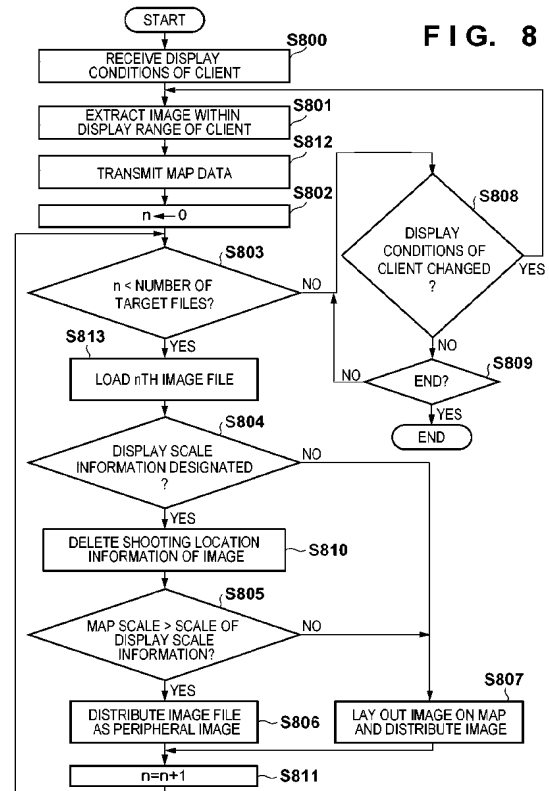 START
FIG. 8
S800
RECEIVE DISPLAY
CONDITIONS OF CLIENT
S801
EXTRACT IMAGE WITHIN
DISPLAY RANGE OF CLIENT
S812
TRANSMIT MAP DATA
S802
n ← 0
S803
n < NUMBER OF
TARGET FILES?
NO
YES
S808
DISPLAY
CONDITIONS OF
CLIENT CHANGED
?
YES
NO
S809
END?
NO
YES
END
S813
LOAD nTH IMAGE FILE
S804
DISPLAY SCALE
INFORMATION DESIGNATED
?
NO
YES
DELETE SHOOTING LOCATION
INFORMATION OF IMAGE
S810
S805
MAP SCALE > SCALE OF
DISPLAY SCALE
INFORMATION?
NO
YES
DISTRIBUTE IMAGE FILE
AS PERIPHERAL IMAGE
S806
S807
LAY OUT IMAGE ON MAP
AND DISTRIBUTE IMAGE
n=n+1
S811